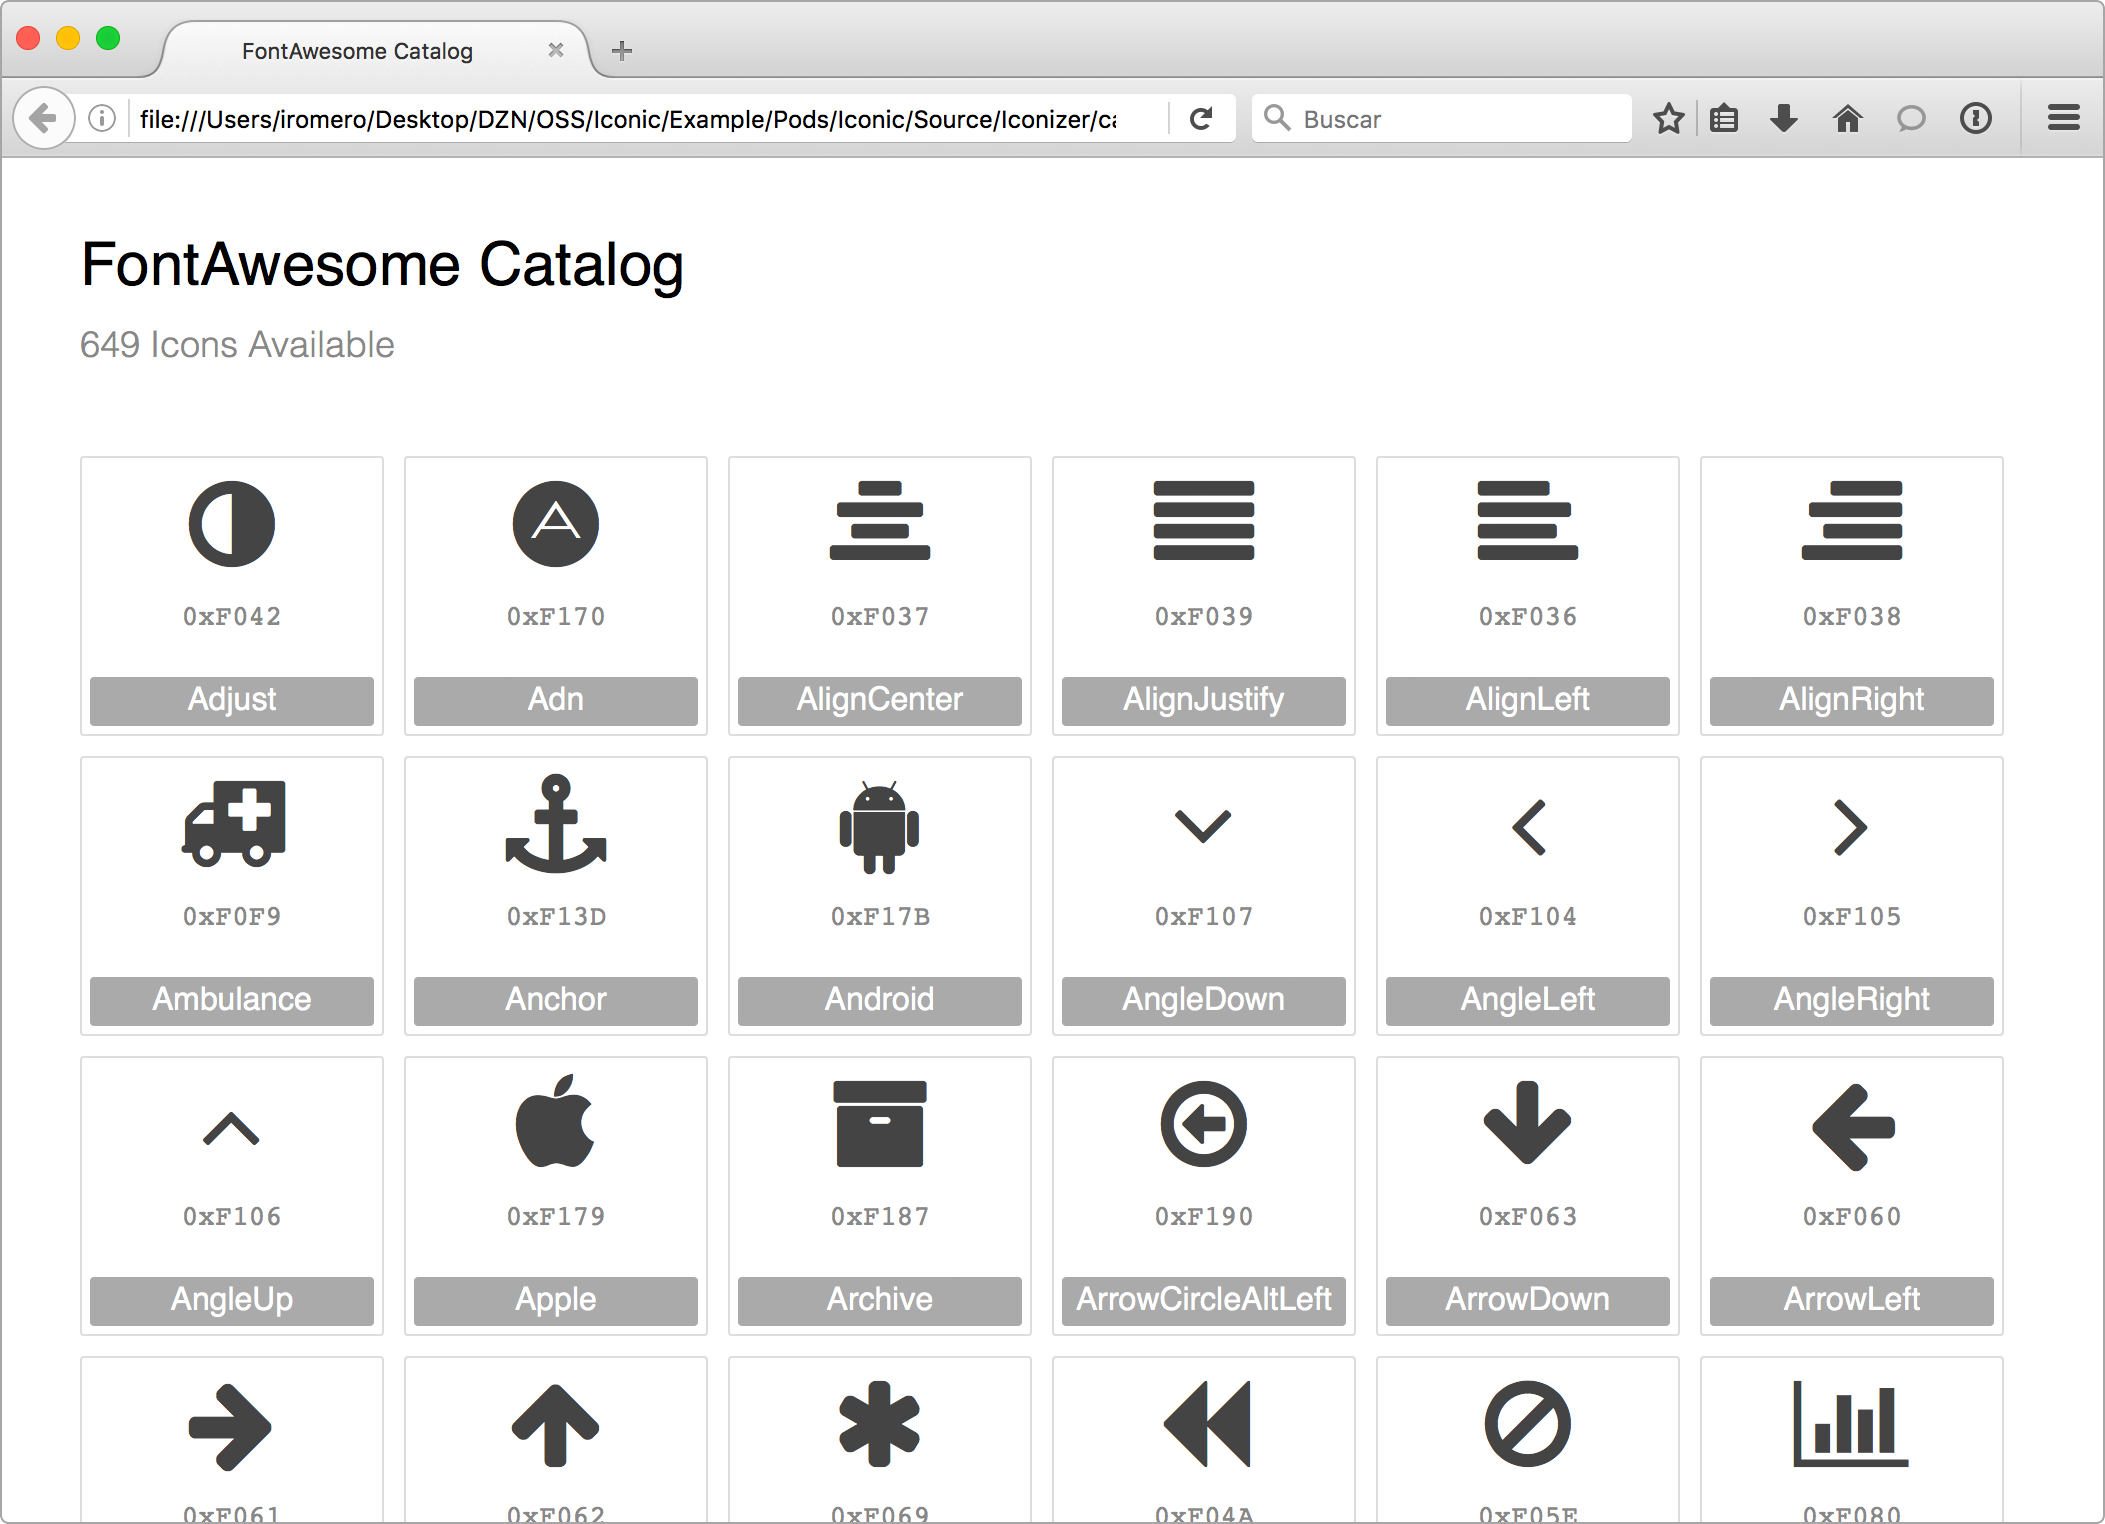 FontAwesome Catalog
file:///Users/iromero/Desktop/DZN/OSS/Iconic/Example/Pods/Iconic/Source/Iconizer/ca
Buscar
FontAwesome Catalog
649 Icons Available
0xF042 0xF170 0xF037 0xF039 0xF036 0xF038
Adjust Adn AlignCenter AlignJustify AlignLeft AlignRight
0xF0F9 0xF13D 0xF17B 0xF107 0xF104 0xF105
Ambulance Anchor Android AngleDown AngleLeft AngleRight
0xF106 0xF179 0xF187 0xF190 0xF063 0xF060
AngleUp Apple Archive ArrowCircleAltLeft ArrowDown ArrowLeft
0xF061 0xF062 0xF069 0xF04A 0xF05E 0xF080